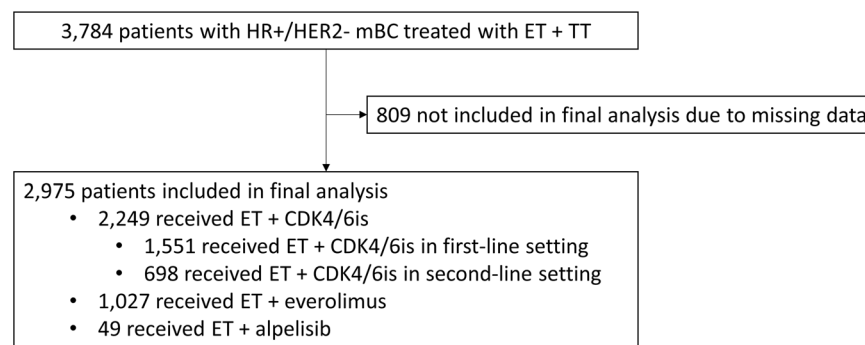 3,784 patients with HR+/HER2- mBC treated with ET + TT
809 not included in final analysis due to missing data
2,975 patients included in final analysis
• 2,249 received ET + CDK4/6is
• 1,551 received ET + CDK4/6is in first-line setting
• 698 received ET + CDK4/6is in second-line setting
• 1,027 received ET + everolimus
• 49 received ET + alpelisib